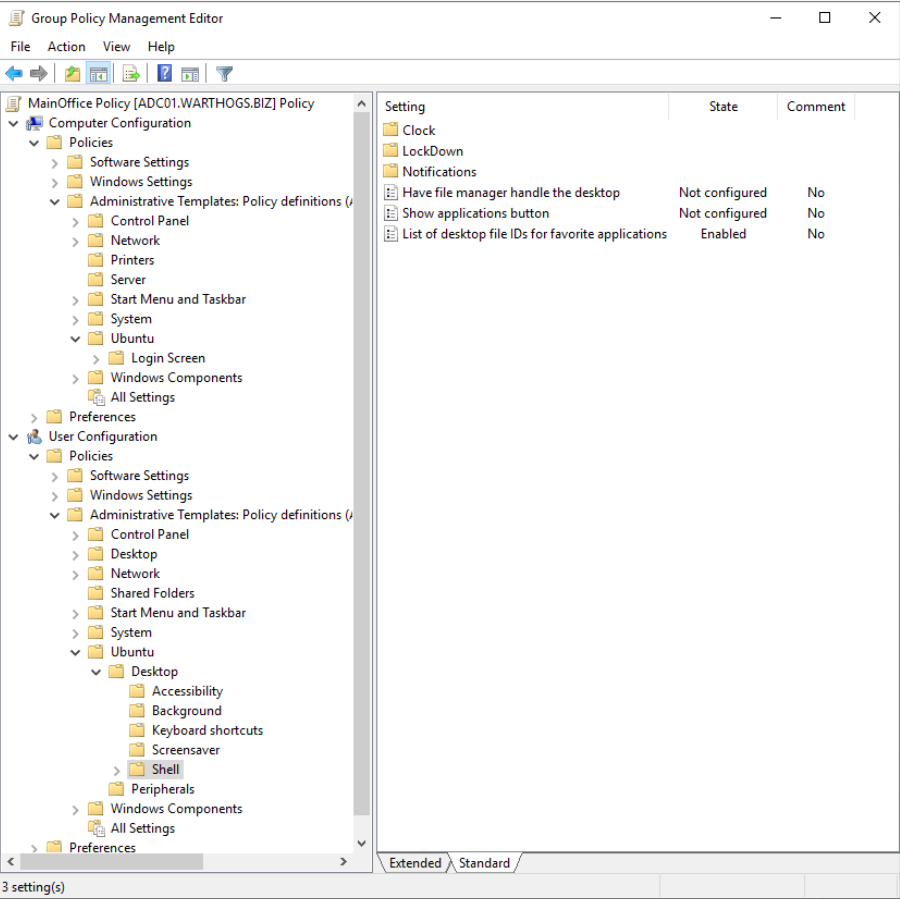 Group Policy Management Editor
File Action View Help
MainOffice Policy [ADC01.WARTHOGS.BIZ] Policy
Computer Configuration
Policies
Software Settings
Windows Settings
Administrative Templates: Policy definitions (
Control Panel
Network
Printers
Server
Start Menu and Taskbar
System
Ubuntu
Login Screen
Windows Components
All Settings
Preferences
User Configuration
Policies
Software Settings
Windows Settings
Administrative Templates: Policy definitions (
Control Panel
Desktop
Network
Shared Folders
Start Menu and Taskbar
System
Ubuntu
Desktop
Accessibility
Background
Keyboard shortcuts
Screensaver
Shell
Peripherals
Windows Components
All Settings
Preferences
Setting State Comment
Clock
LockDown
Notifications
Have file manager handle the desktop Not configured No
Show applications button Not configured No
List of desktop file IDs for favorite applications Enabled No
Extended Standard
3 setting(s)